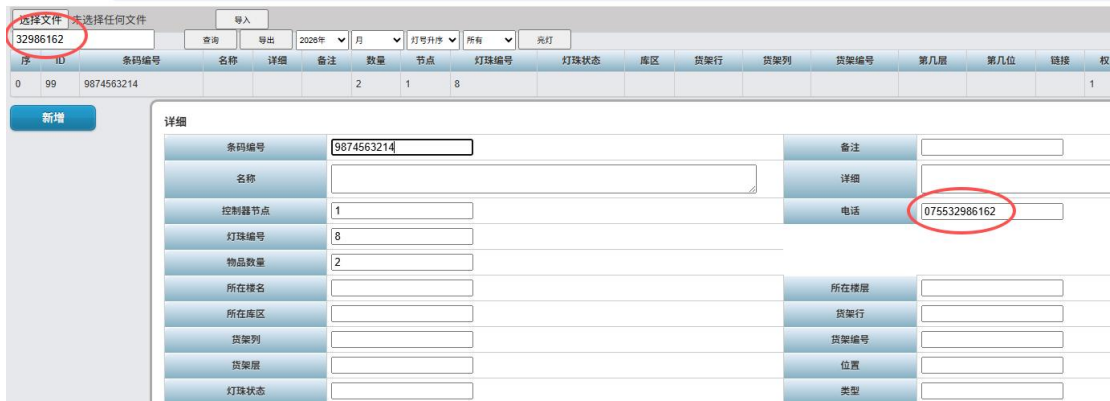 选择文件 未选择任何文件 导入
32986162 查询 导出 2026年 月 灯号升序 所有 亮灯
序 ID 条码编号 名称 详细 备注 数量 节点 灯珠编号 灯珠状态 库区 货架行 货架列 货架编号 第几层 第几位 链接 权
0 99 9874563214 2 1 8 1
新增
详细
条码编号 9874563214 备注
名称 详细
控制器节点 1 电话 075532986162
灯珠编号 8
物品数量 2
所在楼名 所在楼层
所在库区 货架行
货架列 货架编号
货架层 位置
灯珠状态 类型